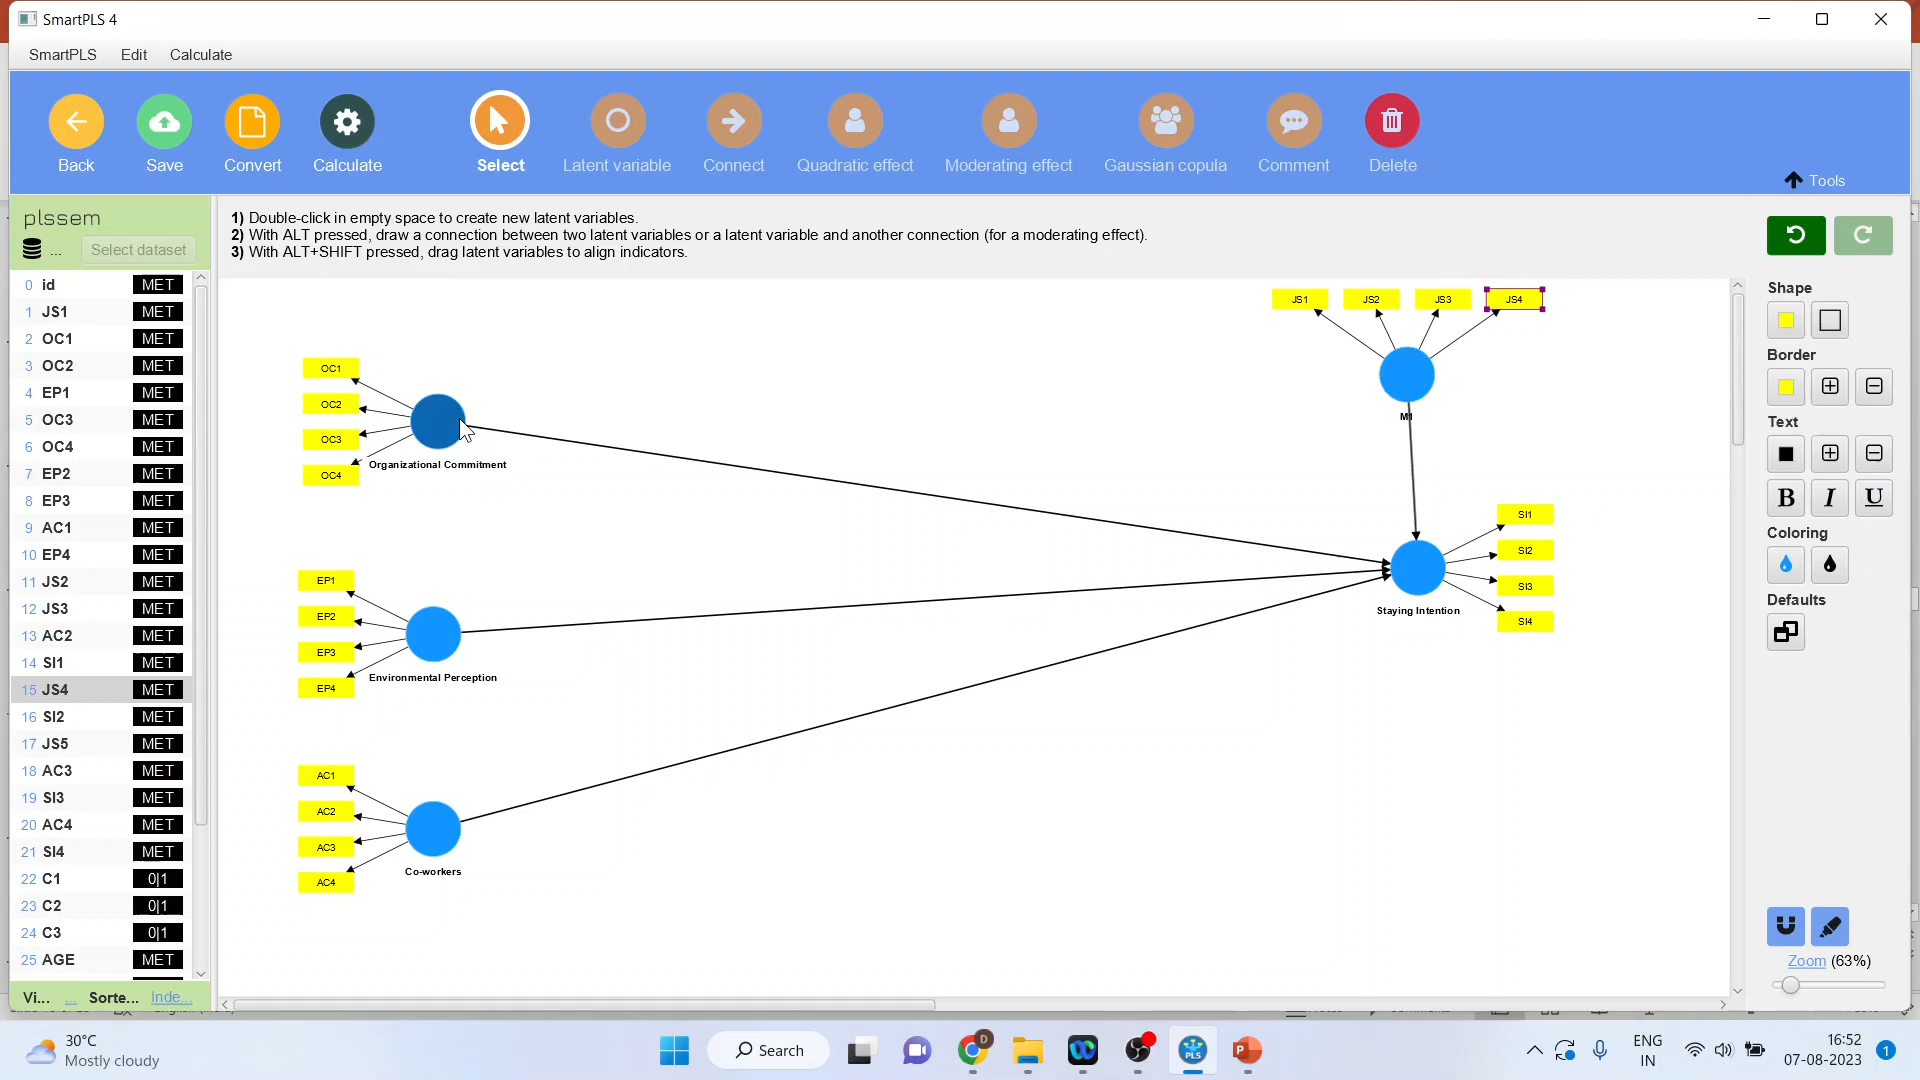 SmartPLS 4
SmartPLS Edit Calculate
Back Save Convert Calculate Select Latent variable Connect Quadratic effect Moderating effect Gaussian copula Comment Delete
Tools
plssem
... Select dataset
1) Double-click in empty space to create new latent variables.
2) With ALT pressed, draw a connection between two latent variables or a latent variable and another connection (for a moderating effect).
3) With ALT+SHIFT pressed, drag latent variables to align indicators.
0 id MET
1 JS1 MET
2 OC1 MET
3 OC2 MET
4 EP1 MET
5 OC3 MET
6 OC4 MET
7 EP2 MET
8 EP3 MET
9 AC1 MET
10 EP4 MET
11 JS2 MET
12 JS3 MET
13 AC2 MET
14 SI1 MET
15 JS4 MET
16 SI2 MET
17 JS5 MET
18 AC3 MET
19 SI3 MET
20 AC4 MET
21 SI4 MET
22 C1 0|1
23 C2 0|1
24 C3 0|1
25 AGE MET
Vi... ... Sorte... Inde...
JS1 JS2 JS3 JS4
M1
OC1
OC2
OC3
OC4
Organizational Commitment
EP1
EP2
EP3
EP4
Environmental Perception
AC1
AC2
AC3
AC4
Co-workers
SI1
SI2
SI3
SI4
Staying Intention
Shape
Border
Text
B I U
Coloring
Defaults
Zoom (63%)
30°C
Mostly cloudy
Search
D
PLS
P
ENG
IN
16:52
07-08-2023
1